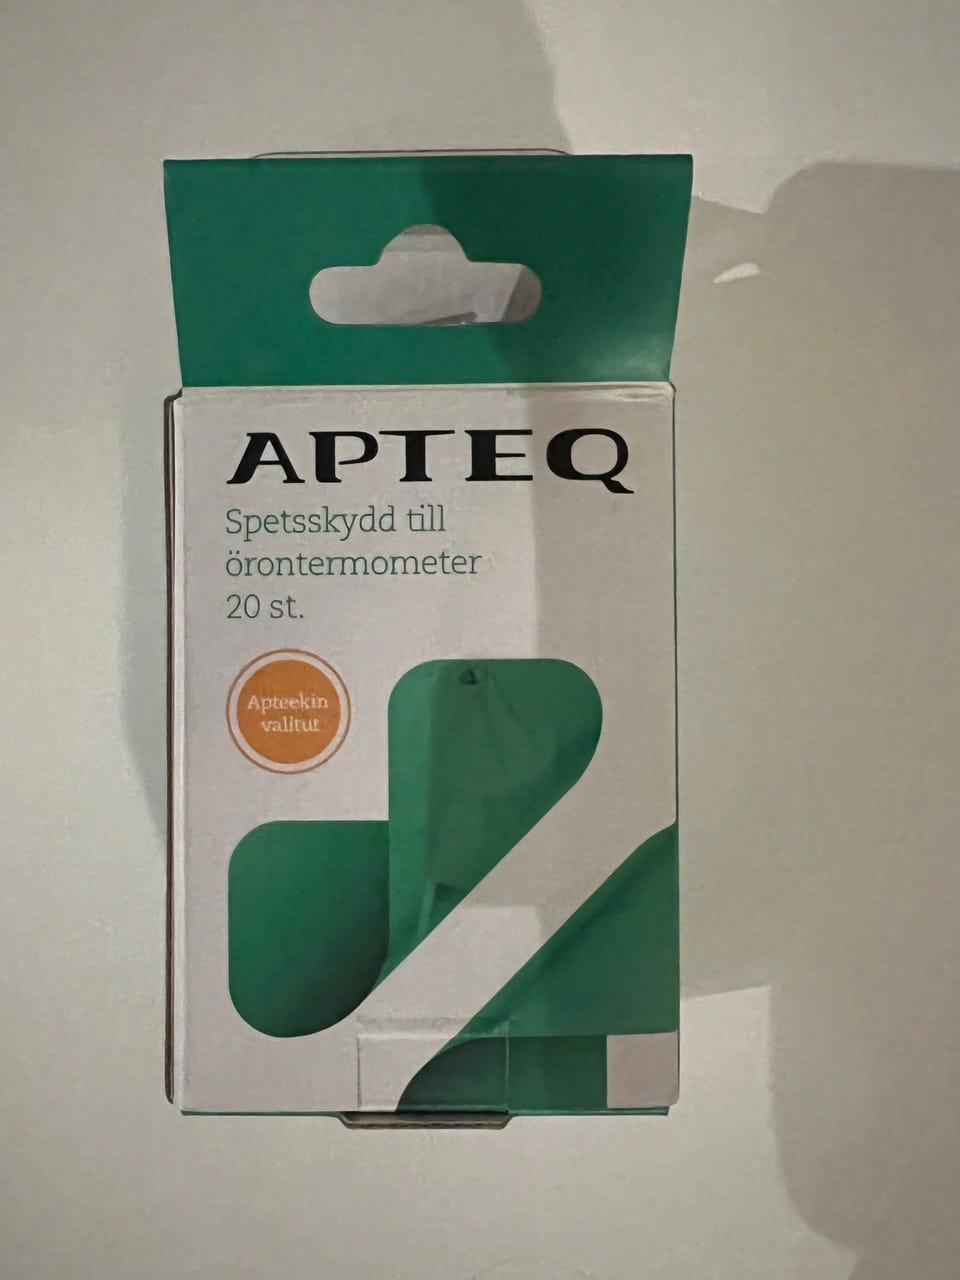 APTEQ
Spetsskydd till
örontermometer
20 st.
Apteekin
valitut